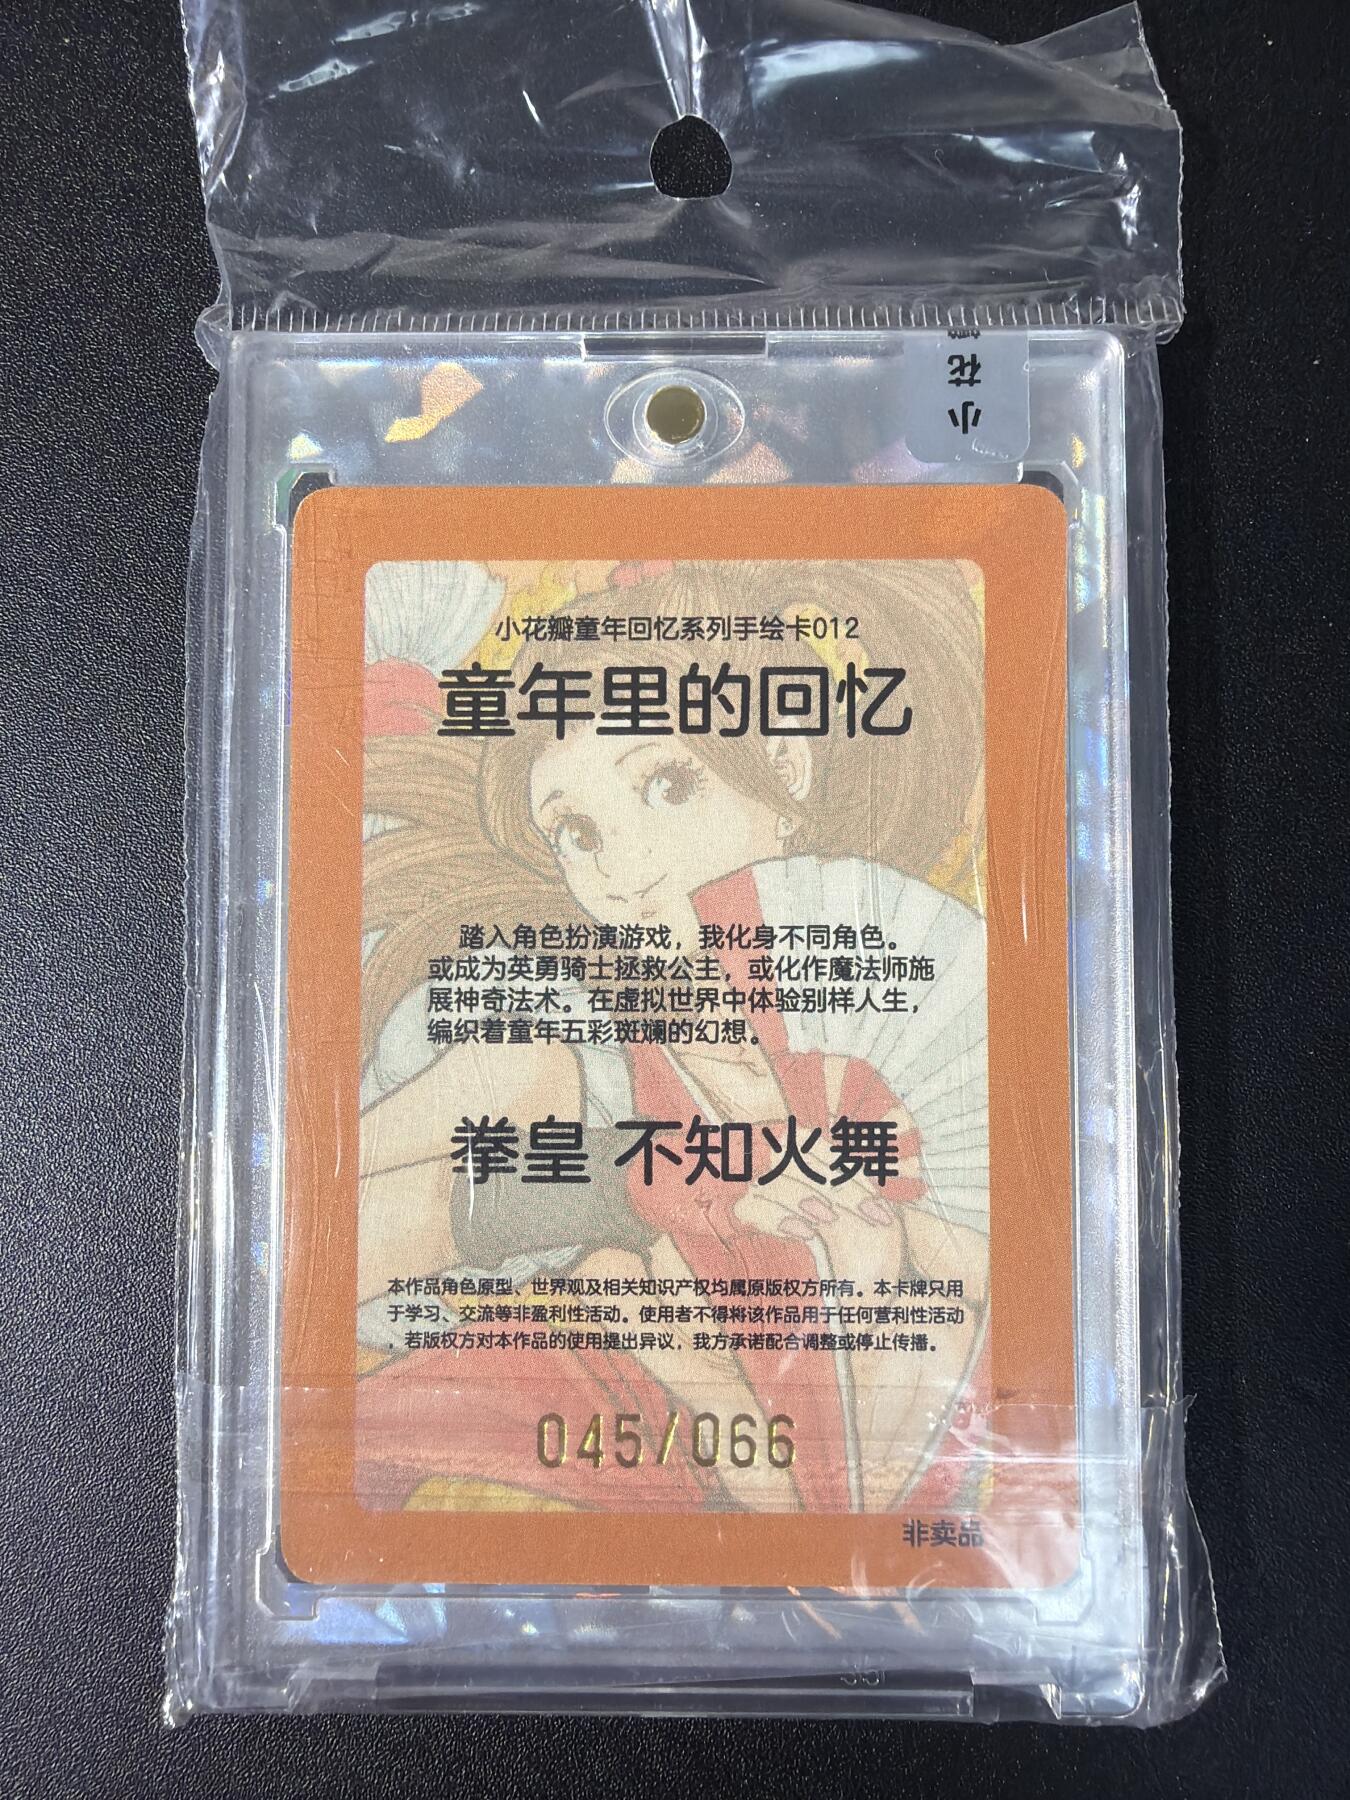 小花
小花瓣童年回忆系列手绘卡012
童年里的回忆
踏入角色扮演游戏，我化身不同角色。
或成为英勇骑士拯救公主，或化作魔法师施
展神奇法术。在虚拟世界中体验别样人生，
编织着童年五彩斑斓的幻想。
拳皇 不知火舞
本作品角色原型、世界观及相关知识产权均属原版权方所有。本卡牌只用
于学习、交流等非盈利性活动。使用者不得将该作品用于任何营利性活动
，若版权方对本作品的使用提出异议，我方承诺配合调整或停止传播。
045/066
非卖品